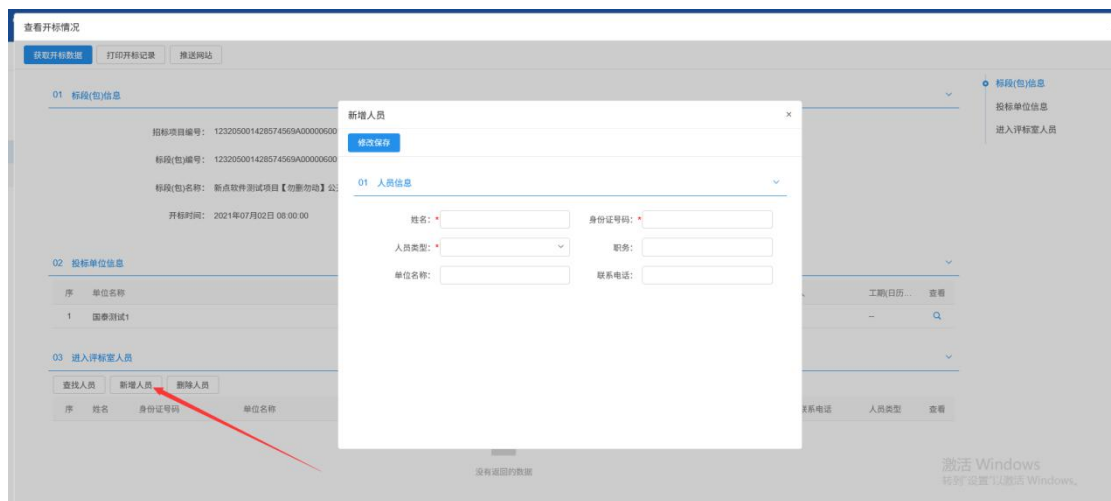 查看开标情况
获取开标数据 打印开标记录 推送网站
01 标段(包)信息
招标项目编号: 123205001428574569A00000600
标段(包)编号: 123205001428574569A00000600
标段(包)名称: 新点软件测试项目【勿删勿动】公
开标时间: 2021年07月02日 08:00:00
02 投标单位信息
序 单位名称 工期(日历... 查看
1 国泰测试1 --
03 进入评标室人员
查找人员 新增人员 删除人员
序 姓名 身份证号码 单位名称 联系电话 人员类型 查看
没有返回的数据
新增人员 ×
修改保存
01 人员信息
姓名: * 身份证号码: *
人员类型: * 职务:
单位名称: 联系电话:
标段(包)信息
投标单位信息
进入评标室人员
激活 Windows
转到"设置"以激活 Windows。